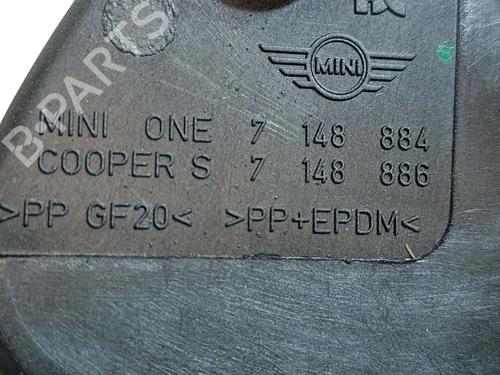 MINI
MINI ONE 7 148 884
COOPER S 7 148 886
>PP GF20< >PP+EPDM<
B-PARTS